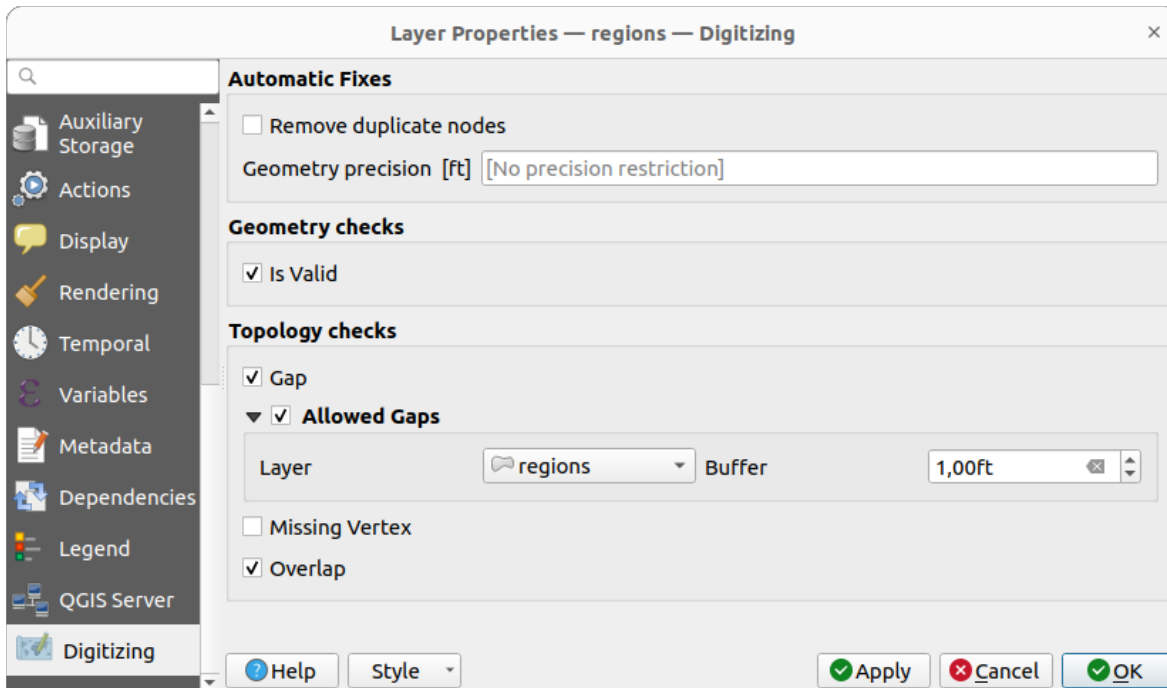 Layer Properties — regions — Digitizing
Auxiliary
Storage
Actions
Display
Rendering
Temporal
Variables
Metadata
Dependencies
Legend
QGIS Server
Digitizing
Automatic Fixes
Remove duplicate nodes
Geometry precision [ft] [No precision restriction]
Geometry checks
Is Valid
Topology checks
Gap
Allowed Gaps
Layer regions Buffer 1,00ft
Missing Vertex
Overlap
Help Style Apply Cancel OK